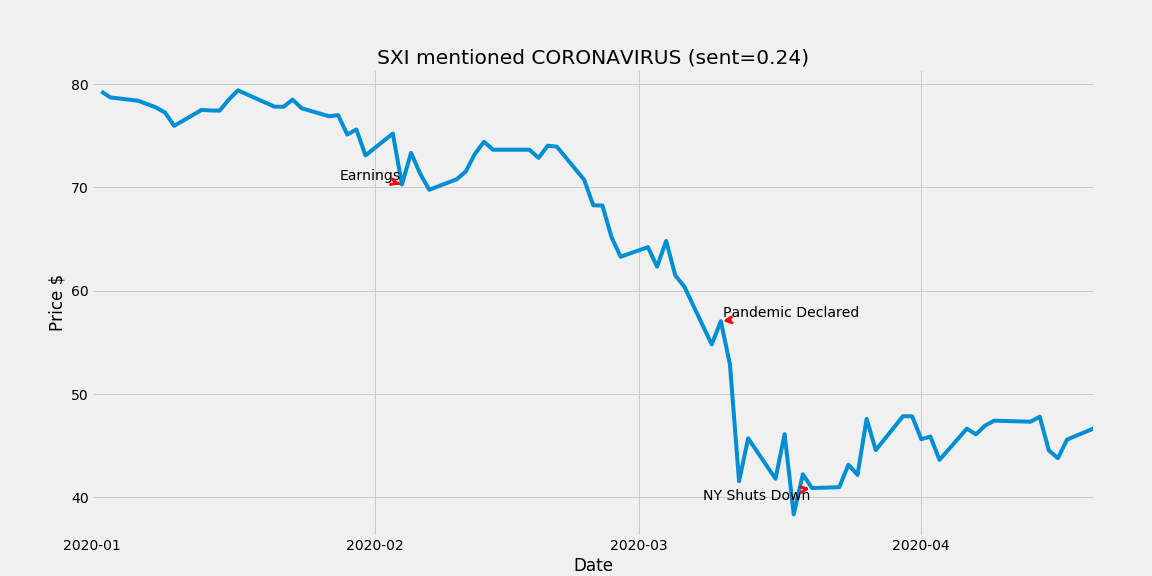 SXI mentioned CORONAVIRUS (sent=0.24)
80
70
60
50
40
Price $
Earnings
Pandemic Declared
NY Shuts Down
2020-01
2020-02
2020-03
2020-04
Date